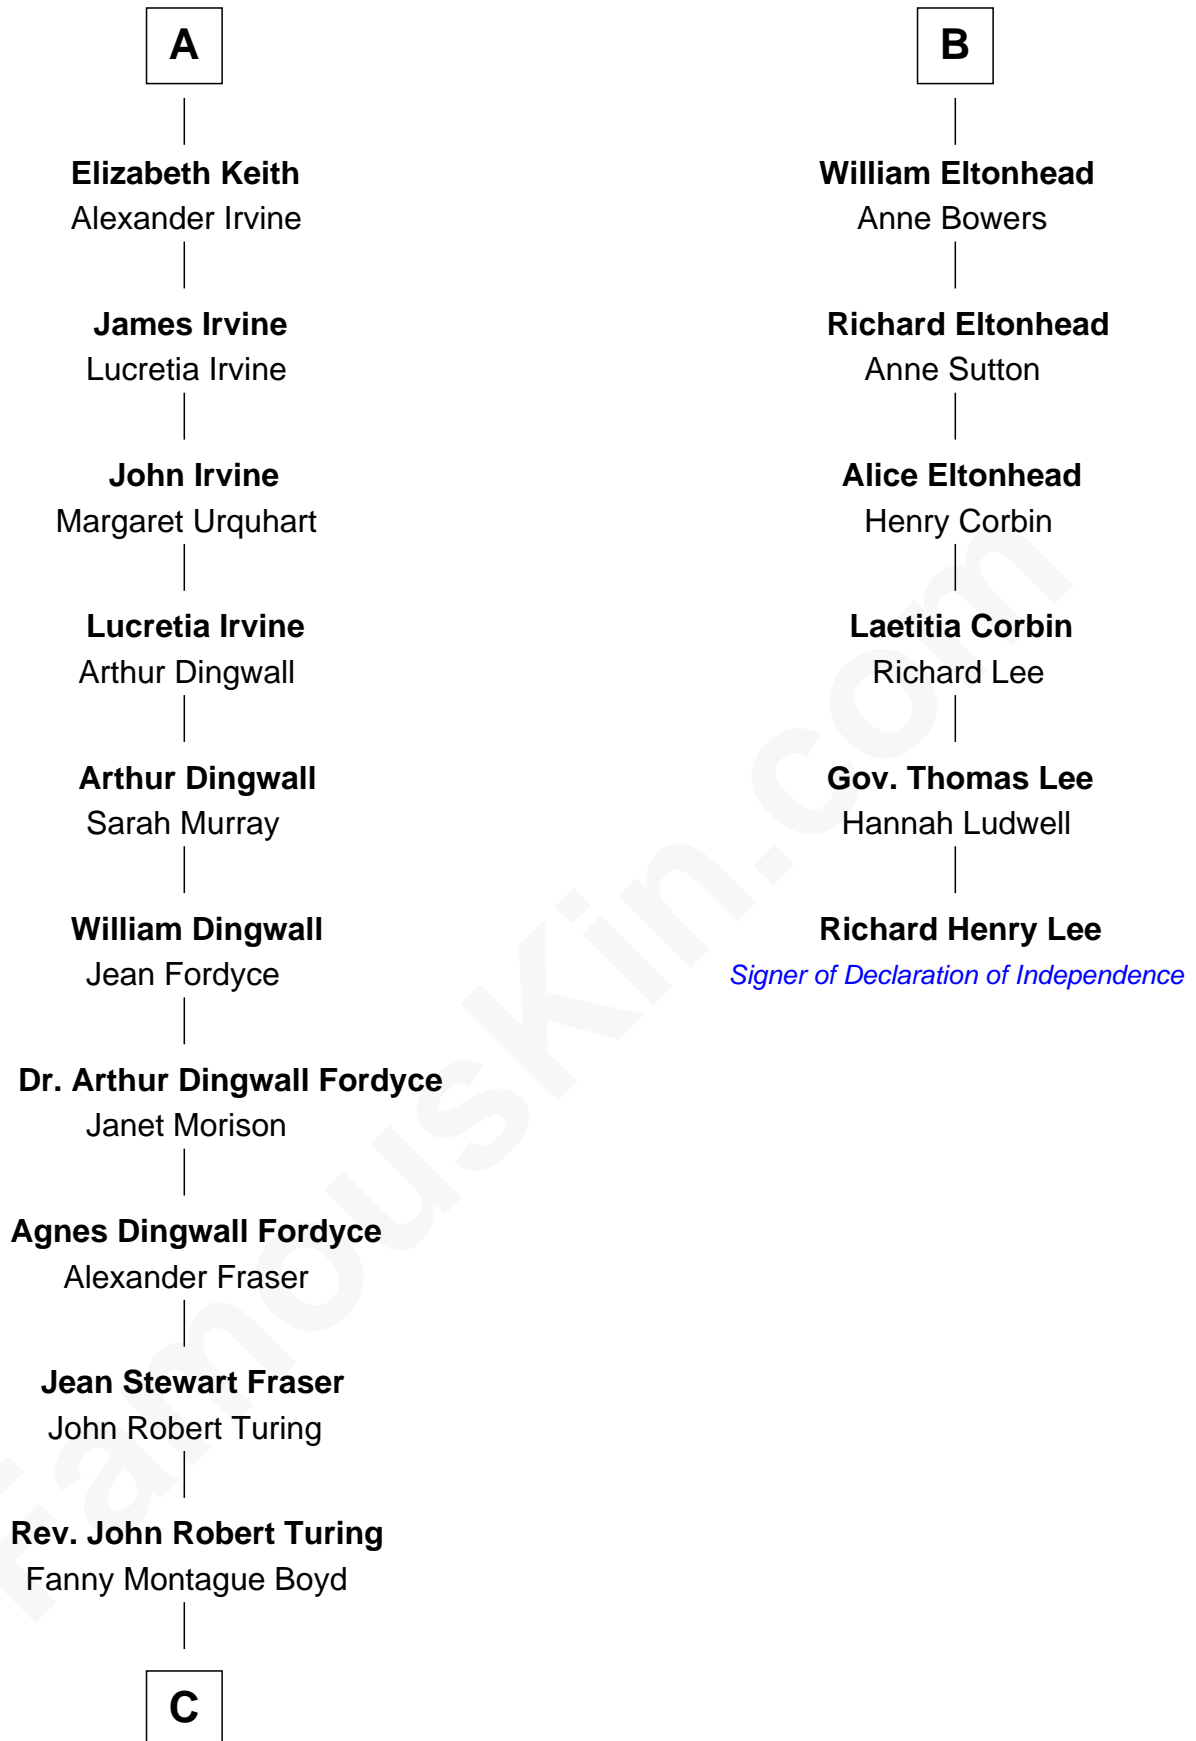 A
Elizabeth Keith
Alexander Irvine
James Irvine
Lucretia Irvine
John Irvine
Margaret Urquhart
Lucretia Irvine
Arthur Dingwall
Arthur Dingwall
Sarah Murray
William Dingwall
Jean Fordyce
Dr. Arthur Dingwall Fordyce
Janet Morison
Agnes Dingwall Fordyce
Alexander Fraser
Jean Stewart Fraser
John Robert Turing
Rev. John Robert Turing
Fanny Montague Boyd
C
B
William Eltonhead
Anne Bowers
Richard Eltonhead
Anne Sutton
Alice Eltonhead
Henry Corbin
Laetitia Corbin
Richard Lee
Gov. Thomas Lee
Hannah Ludwell
Richard Henry Lee
Signer of Declaration of Independence
FamousKin.com